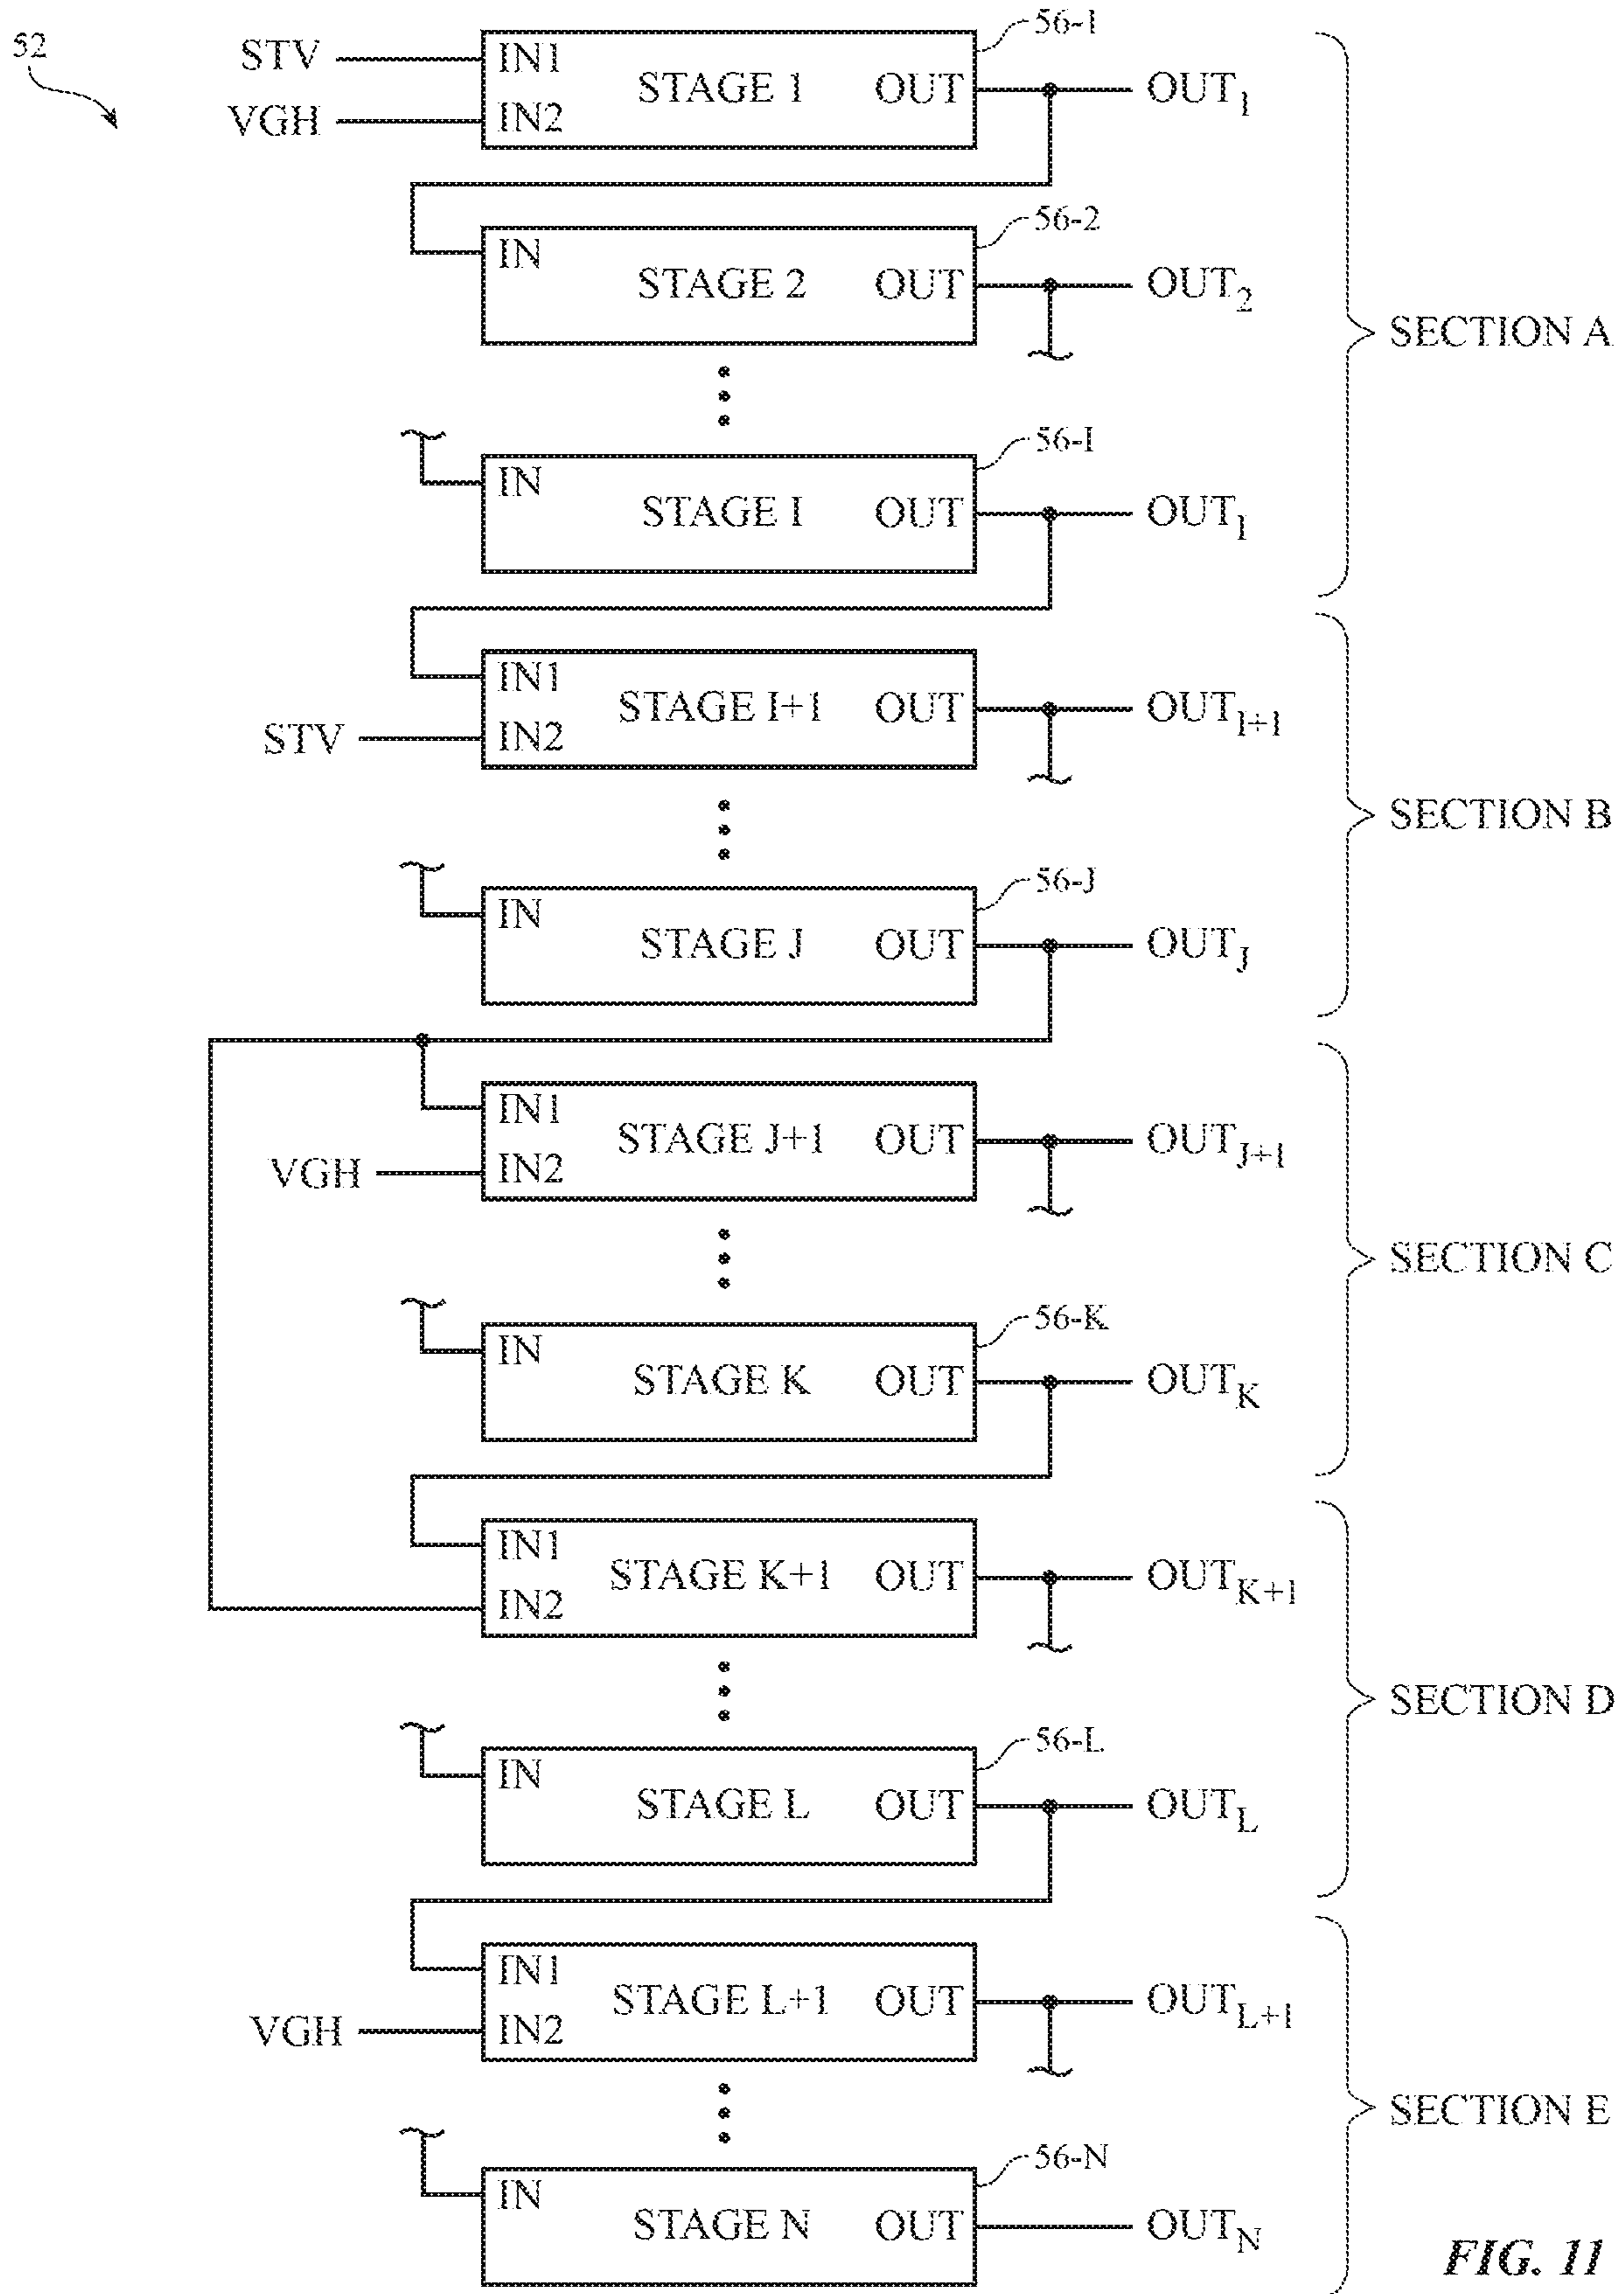 52
56-1
STV
IN1
STAGE 1
OUT
OUT1
VGH
IN2
56-2
IN
STAGE 2
OUT
OUT2
SECTION A
56-I
IN
STAGE I
OUT
OUTI
IN1
STAGE I+1
OUT
OUTI+1
STV
IN2
SECTION B
56-J
IN
STAGE J
OUT
OUTJ
IN1
STAGE J+1
OUT
OUTJ+1
VGH
IN2
SECTION C
56-K
IN
STAGE K
OUT
OUTK
IN1
STAGE K+1
OUT
OUTK+1
IN2
SECTION D
56-L
IN
STAGE L
OUT
OUTL
IN1
STAGE L+1
OUT
OUTL+1
VGH
IN2
SECTION E
56-N
IN
STAGE N
OUT
OUTN
FIG. 11